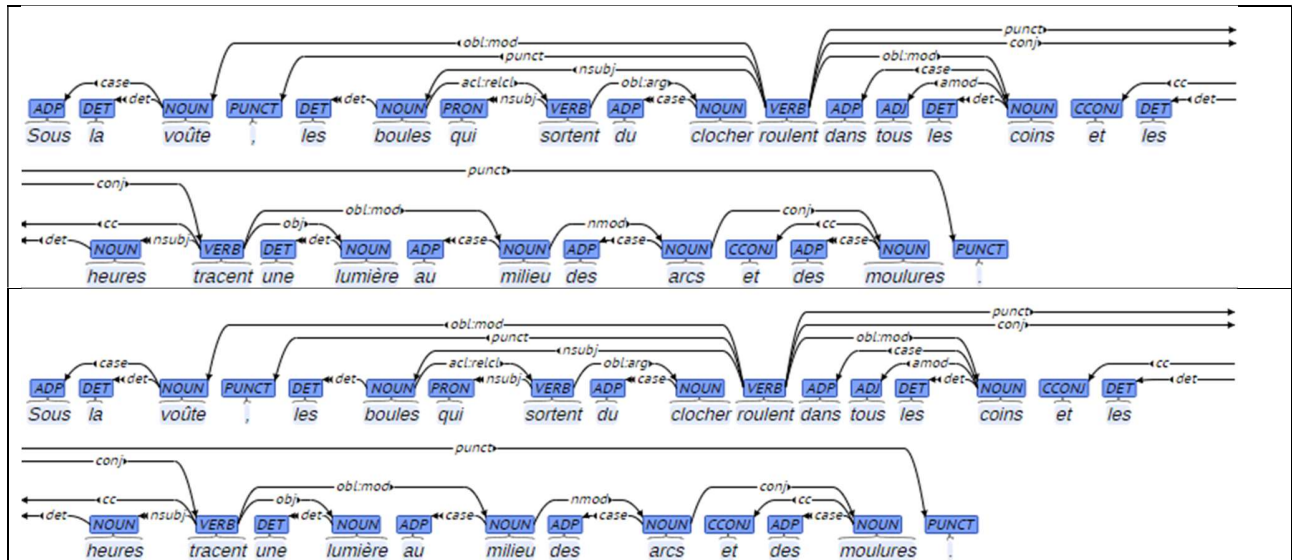 punct
obl:mod conj
punct obl:mod
nsubj case
case acl:relcl obl:arg amod cc
det det nsubj case det det
ADP DET NOUN PUNCT DET NOUN PRON VERB ADP NOUN VERB ADP ADJ DET NOUN CCONJ DET
Sous la voûte , les boules qui sortent du clocher roulent dans tous les coins et les
punct
conj
obl:mod conj
cc obj nmod cc
det nsubj det case case case
NOUN VERB DET NOUN ADP NOUN ADP NOUN CCONJ ADP NOUN PUNCT
heures tracent une lumière au milieu des arcs et des moulures .
punct
obl:mod conj
punct obl:mod
nsubj case
case acl:relcl obl:arg amod cc
det det nsubj case det det
ADP DET NOUN PUNCT DET NOUN PRON VERB ADP NOUN VERB ADP ADJ DET NOUN CCONJ DET
Sous la voûte , les boules qui sortent du clocher roulent dans tous les coins et les
punct
conj
obl:mod conj
cc obj nmod cc
det nsubj det case case case
NOUN VERB DET NOUN ADP NOUN ADP NOUN CCONJ ADP NOUN PUNCT
heures tracent une lumière au milieu des arcs et des moulures .